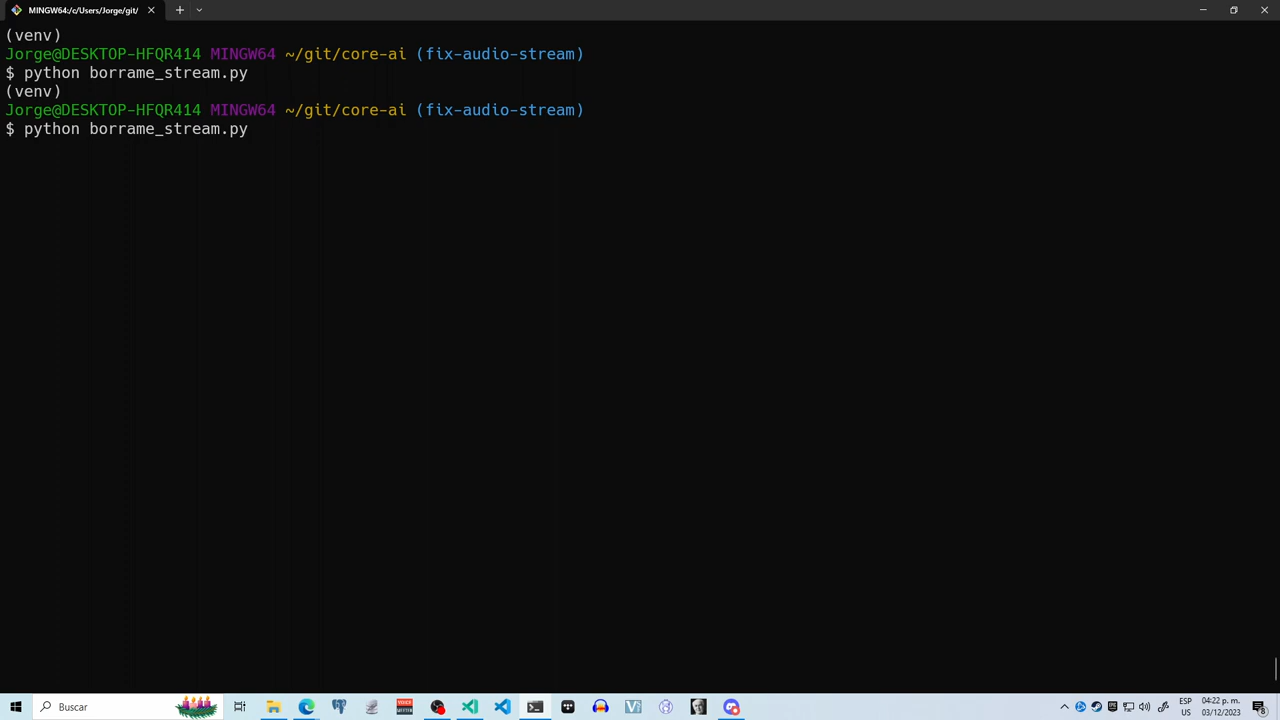 MINGW64:/c/Users/Jorge/git/
(venv)
Jorge@DESKTOP-HFQR414 MINGW64 ~/git/core-ai (fix-audio-stream)
$ python borrame_stream.py
(venv)
Jorge@DESKTOP-HFQR414 MINGW64 ~/git/core-ai (fix-audio-stream)
$ python borrame_stream.py
Buscar
ESP
US
04:22 p. m.
03/12/2023